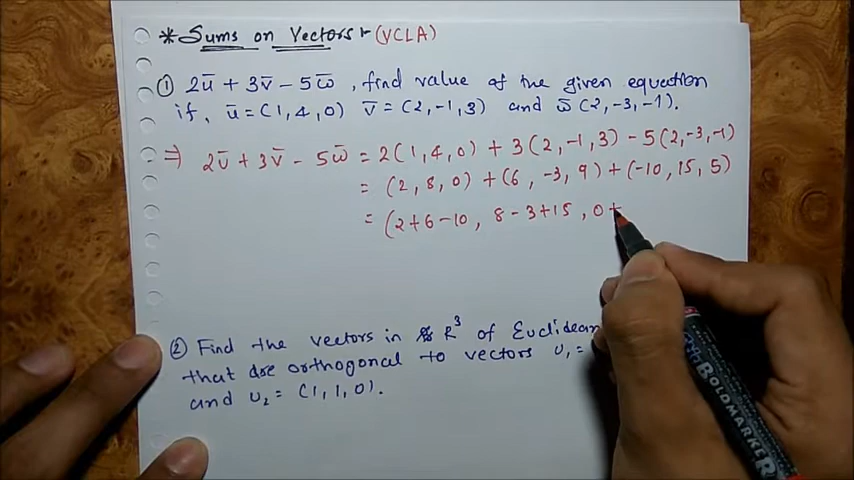 * Sums on Vectors :- (VCLA)
① 2ū + 3v̄ - 5w̄ , find value of the given equation
if, ū = (1, 4, 0) v̄ = (2, -1, 3) and w̄ (2, -3, -1).
⇒ 2ū + 3v̄ - 5w̄ = 2(1, 4, 0) + 3(2, -1, 3) - 5(2, -3, -1)
= (2, 8, 0) + (6, -3, 9) + (-10, 15, 5)
= (2+6-10, 8-3+15, 0+
② Find the vectors in R³ of Euclidean
that are orthogonal to vectors u₁ =
and u₂ = (1, 1, 0).
BOLDMARKER